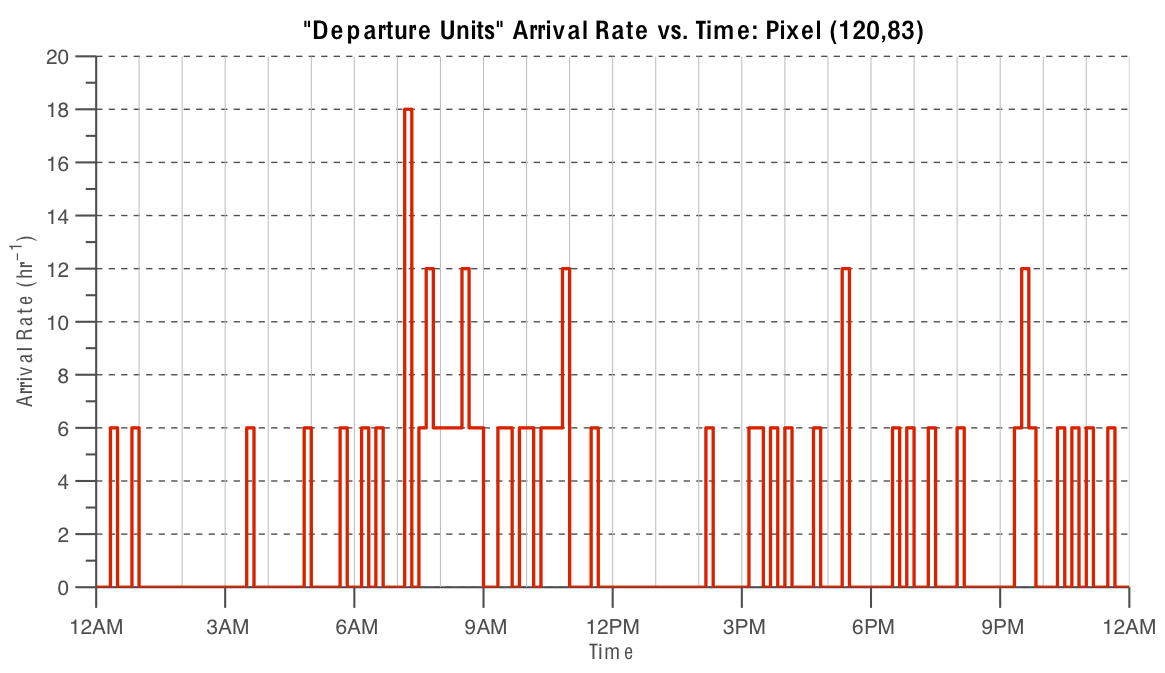 "Departure Units" Arrival Rate vs. Time: Pixel (120,83)
20
18
16
14
12
10
8
6
4
2
0
Arrival Rate (hr⁻¹)
12AM 3AM 6AM 9AM 12PM 3PM 6PM 9PM 12AM
Time